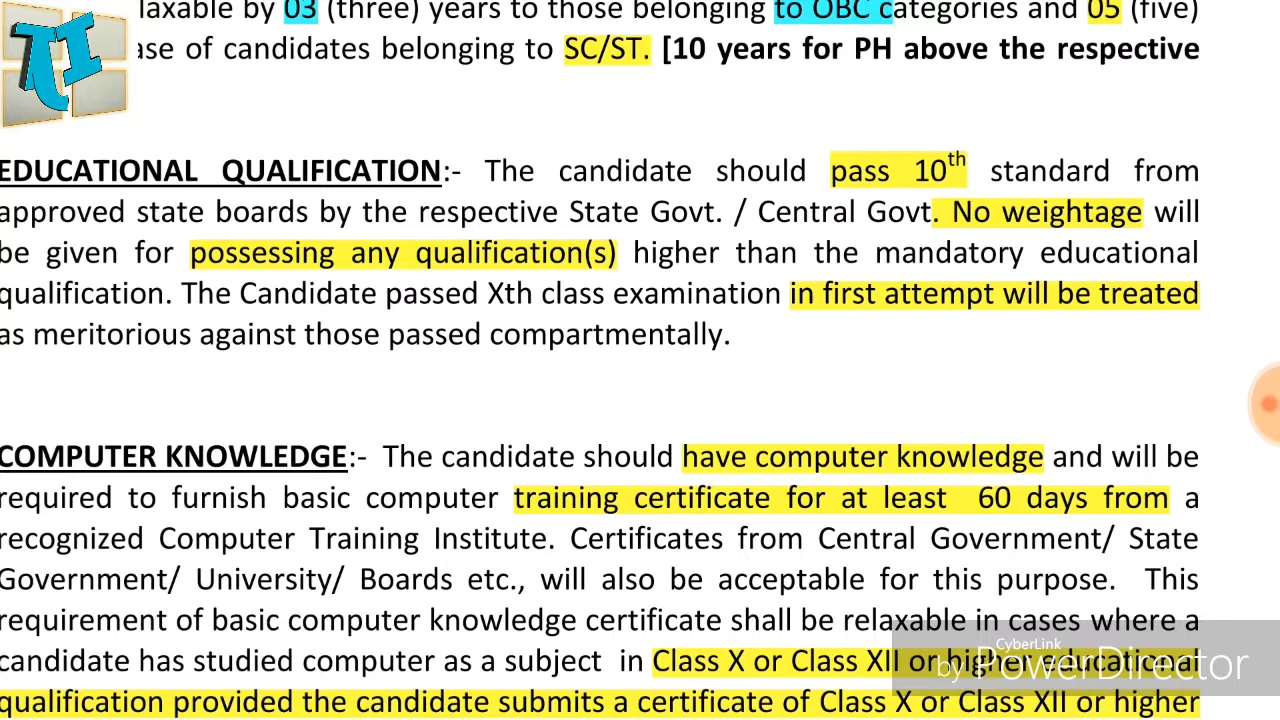 laxable by 03 (three) years to those belonging to OBC categories and 05 (five)
ase of candidates belonging to SC/ST. [10 years for PH above the respective
EDUCATIONAL QUALIFICATION:- The candidate should pass 10th standard from
approved state boards by the respective State Govt. / Central Govt. No weightage will
be given for possessing any qualification(s) higher than the mandatory educational
qualification. The Candidate passed Xth class examination in first attempt will be treated
as meritorious against those passed compartmentally.
COMPUTER KNOWLEDGE:- The candidate should have computer knowledge and will be
required to furnish basic computer training certificate for at least 60 days from a
recognized Computer Training Institute. Certificates from Central Government/ State
Government/ University/ Boards etc., will also be acceptable for this purpose. This
requirement of basic computer knowledge certificate shall be relaxable in cases where a
candidate has studied computer as a subject in Class X or Class XII or higher educational
qualification provided the candidate submits a certificate of Class X or Class XII or higher
CyberLink
by PowerDirector